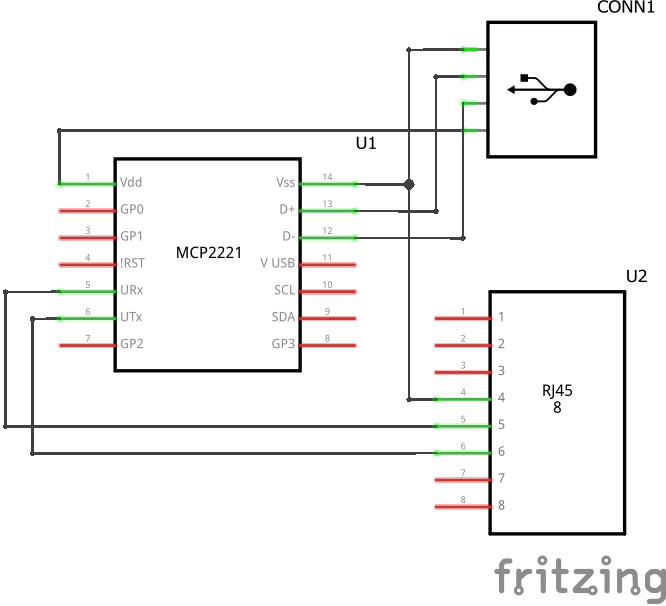 CONN1
U1
1 Vdd Vss 14
2 GP0 D+ 13
3 GP1 D- 12
MCP2221
4 !RST V USB 11
5 URx SCL 10
6 UTx SDA 9
7 GP2 GP3 8
U2
1 1
2 2
3 3
RJ45
8
4 4
5 5
6 6
7 7
8 8
fritzing